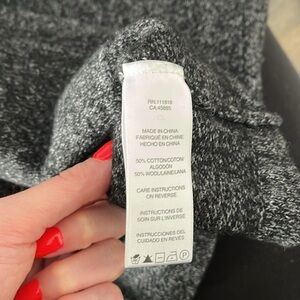 RN 111818
CA 45885
MADE IN CHINA
FABRIQUÉ EN CHINE
HECHO EN CHINA
50% COTTON/COTON/
ALGODÓN
50% WOOL/LAINE/LANA
CARE INSTRUCTIONS
ON REVERSE.
INSTRUCTIONS DE
SOIN SUR L'INVERSE
INSTRUCCIONES DEL
CUIDADO EN REVÉS